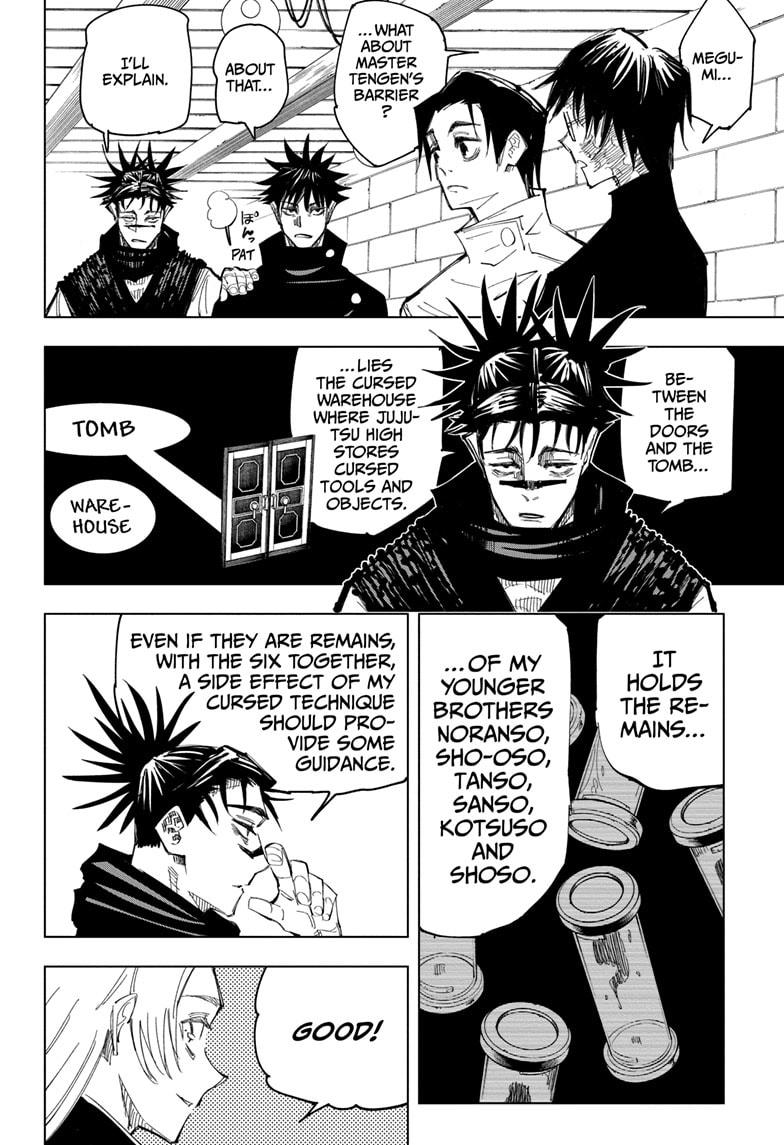 MEGU-
MI...
...WHAT
ABOUT
MASTER
TENGEN'S
BARRIER
?
ABOUT
THAT...
I'LL
EXPLAIN.
ぽんっ
PAT
BE-
TWEEN
THE
DOORS
AND THE
TOMB...
...LIES
THE CURSED
WAREHOUSE
WHERE JUJU-
TSU HIGH
STORES
CURSED
TOOLS AND
OBJECTS.
TOMB
WARE-
HOUSE
IT
HOLDS
THE RE-
MAINS...
...OF MY
YOUNGER
BROTHERS
NORANSO,
SHO-OSO,
TANSO,
SANSO,
KOTSUSO
AND
SHOSO.
EVEN IF THEY ARE REMAINS,
WITH THE SIX TOGETHER,
A SIDE EFFECT OF MY
CURSED TECHNIQUE
SHOULD PRO-
VIDE SOME
GUIDANCE.
GOOD!